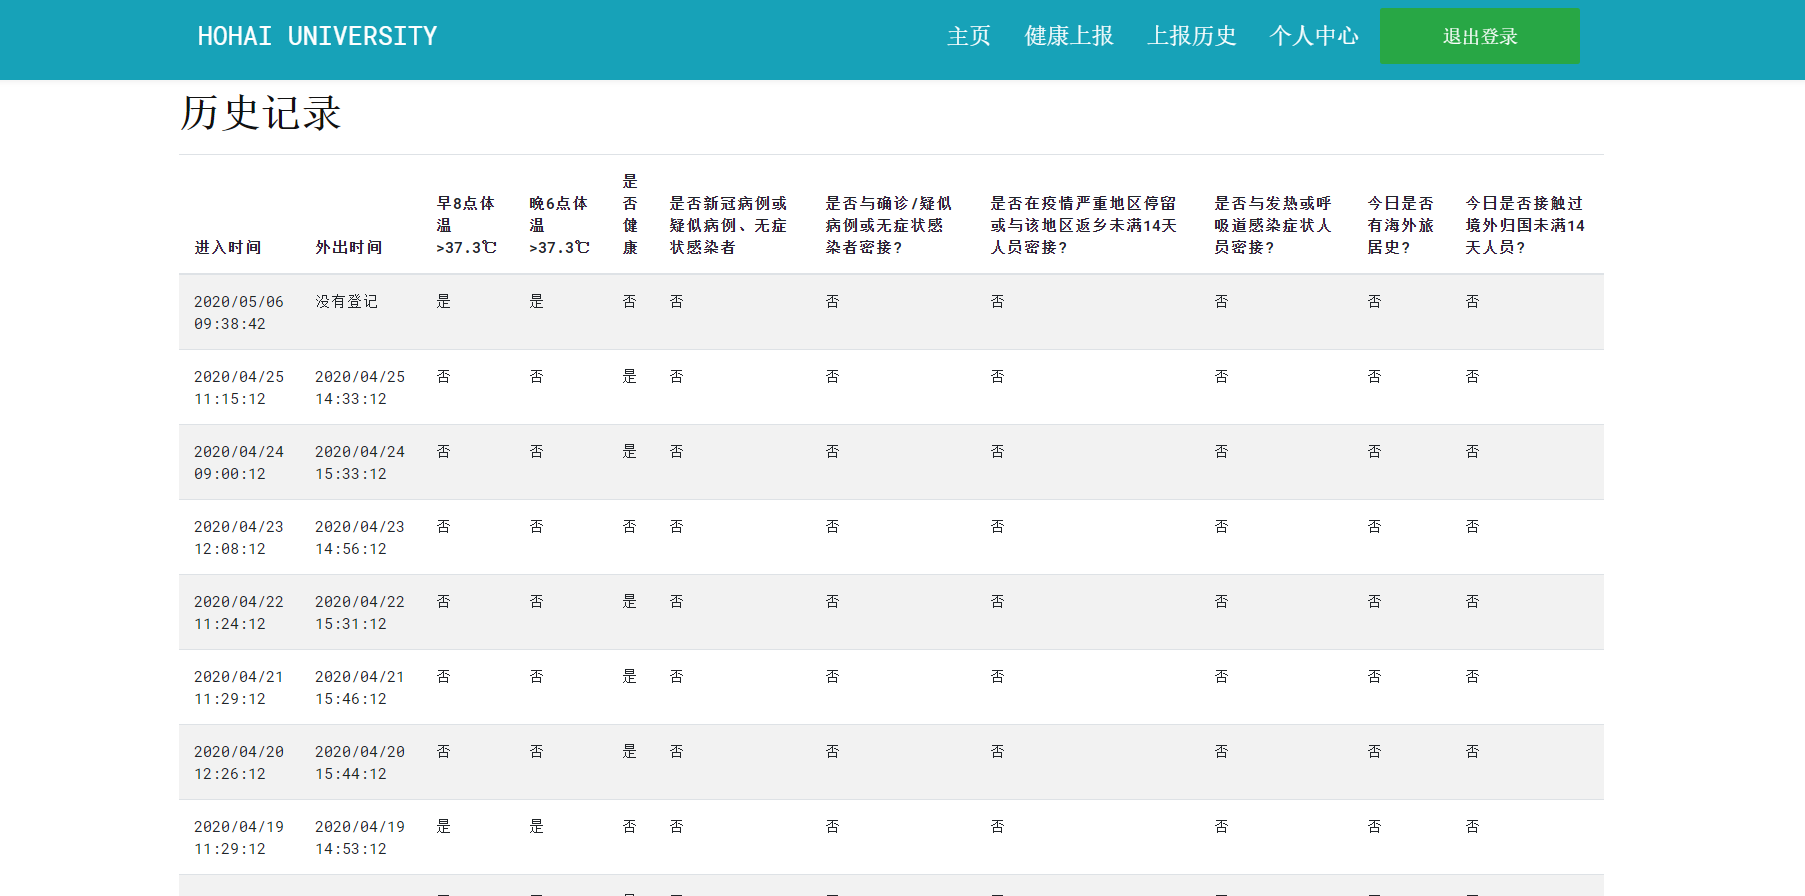 HOHAI UNIVERSITY 主页 健康上报 上报历史 个人中心 退出登录
历史记录
进入时间 外出时间 早8点体温>37.3℃ 晚6点体温>37.3℃ 是否健康 是否新冠病例或疑似病例、无症状感染者 是否与确诊/疑似病例或无症状感染者密接? 是否在疫情严重地区停留或与该地区返乡未满14天人员密接? 是否与发热或呼吸道感染症状人员密接? 今日是否有海外旅居史? 今日是否接触过境外归国未满14天人员?
2020/05/06 09:38:42 没有登记 是 是 否 否 否 否 否 否 否
2020/04/25 11:15:12 2020/04/25 14:33:12 否 否 是 否 否 否 否 否 否
2020/04/24 09:00:12 2020/04/24 15:33:12 否 否 是 否 否 否 否 否 否
2020/04/23 12:08:12 2020/04/23 14:56:12 否 否 否 否 否 否 否 否 否
2020/04/22 11:24:12 2020/04/22 15:31:12 否 否 是 否 否 否 否 否 否
2020/04/21 11:29:12 2020/04/21 15:46:12 否 否 是 否 否 否 否 否 否
2020/04/20 12:26:12 2020/04/20 15:44:12 否 否 是 否 否 否 否 否 否
2020/04/19 11:29:12 2020/04/19 14:53:12 是 是 否 否 否 否 否 否 否